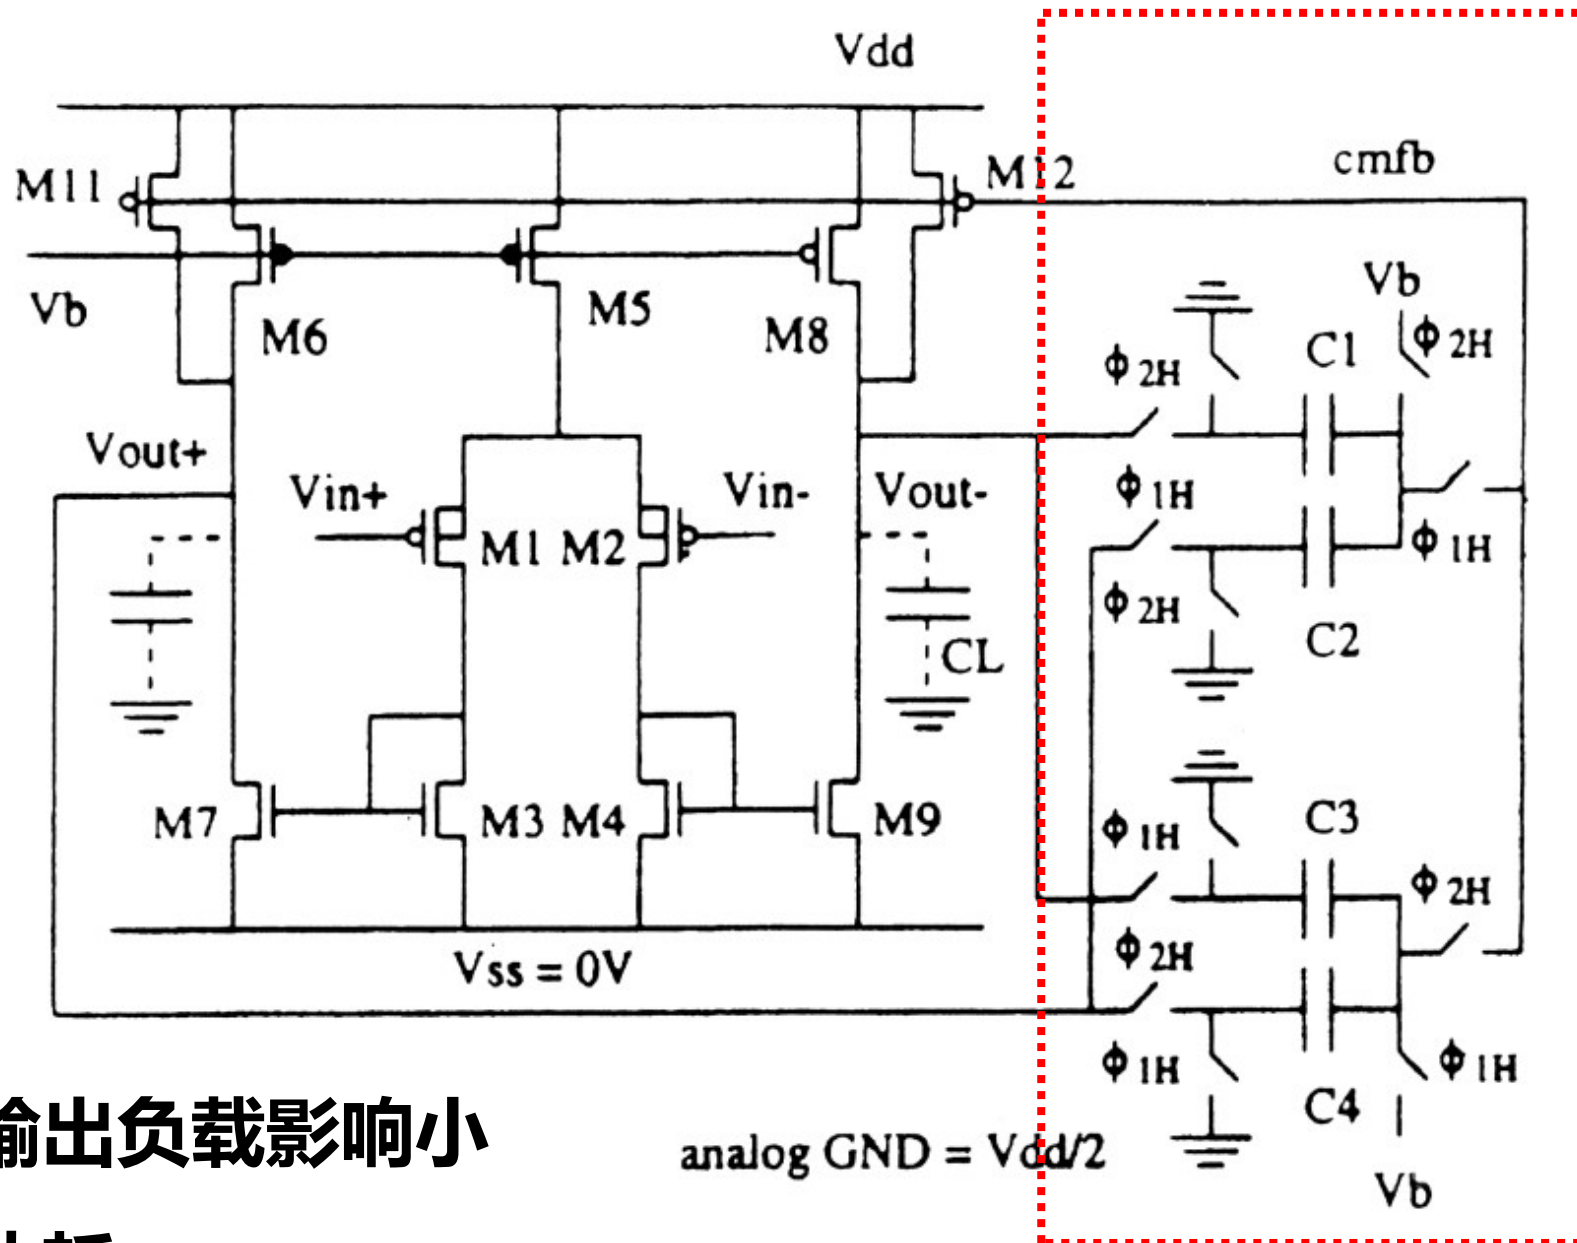 Vdd
M11
M12
cmfb
Vb
M6
M5
M8
Vb
Φ2H
C1
Φ2H
Vout+
Vin+
Vin-
Vout-
Φ1H
M1 M2
Φ1H
Φ2H
C2
CL
M7
M3 M4
M9
Φ1H
C3
Φ2H
Φ2H
Vss = 0V
Φ1H
Φ1H
C4
输出负载影响小
analog GND = Vdd/2
Vb